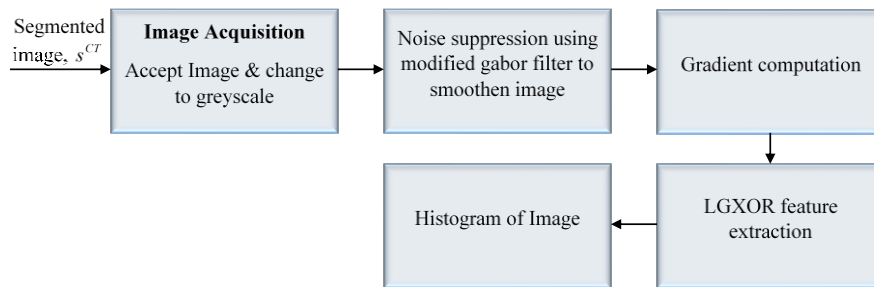 Segmented
image, s^CT
Image Acquisition
Accept Image & change
to greyscale
Noise suppression using
modified gabor filter to
smoothen image
Gradient computation
LGXOR feature
extraction
Histogram of Image